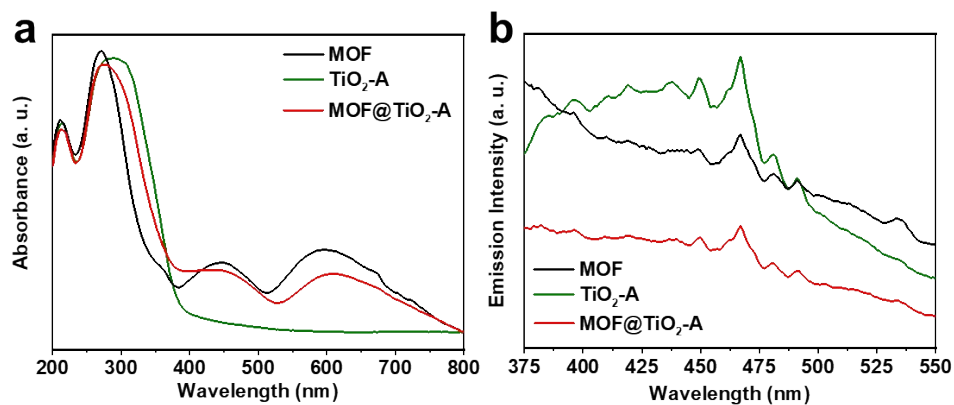 a
MOF
TiO₂-A
MOF@TiO₂-A
Absorbance (a. u.)
200 300 400 500 600 700 800
Wavelength (nm)
b
Emission Intensity (a. u.)
MOF
TiO₂-A
MOF@TiO₂-A
375 400 425 450 475 500 525 550
Wavelength (nm)